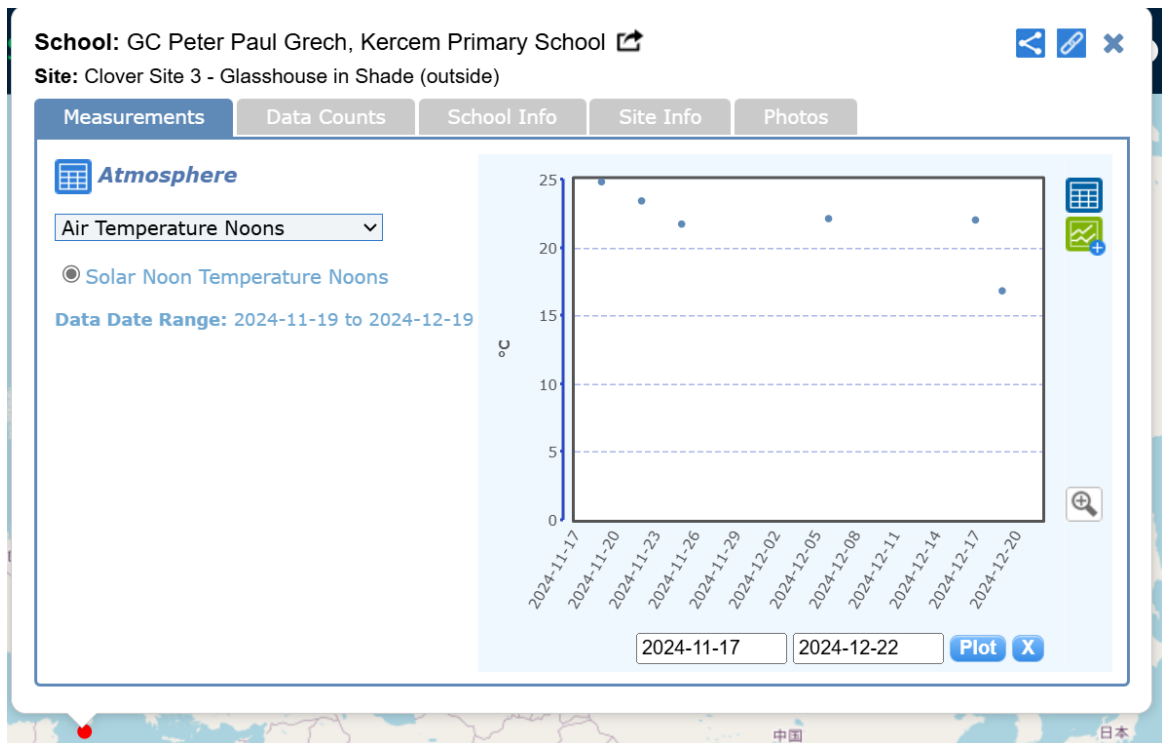 School: GC Peter Paul Grech, Kercem Primary School
Site: Clover Site 3 - Glasshouse in Shade (outside)
Measurements Data Counts School Info Site Info Photos
Atmosphere
Air Temperature Noons
Solar Noon Temperature Noons
Data Date Range: 2024-11-19 to 2024-12-19
25
20
15
°C
10
5
0
2024-11-17 2024-11-20 2024-11-23 2024-11-26 2024-11-29 2024-12-02 2024-12-05 2024-12-08 2024-12-11 2024-12-14 2024-12-17 2024-12-20
2024-11-17 2024-12-22 Plot X
中国 日本